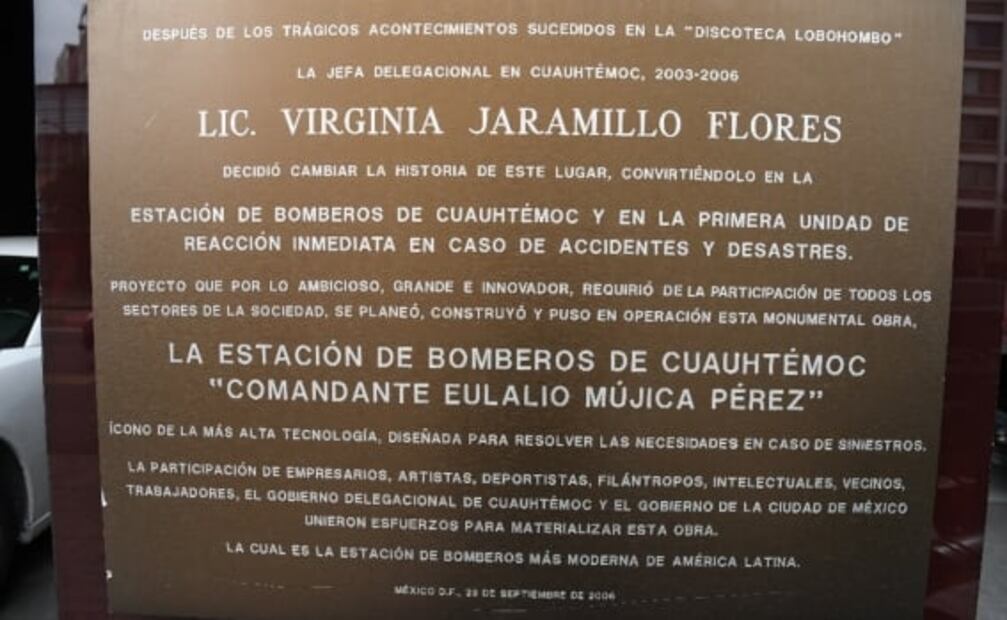 DESPUÉS DE LOS TRÁGICOS ACONTECIMIENTOS SUCEDIDOS EN LA "DISCOTECA LOBOHOMBO"
LA JEFA DELEGACIONAL EN CUAUHTÉMOC, 2003-2006
LIC. VIRGINIA JARAMILLO FLORES
DECIDIÓ CAMBIAR LA HISTORIA DE ESTE LUGAR, CONVIRTIÉNDOLO EN LA
ESTACIÓN DE BOMBEROS DE CUAUHTÉMOC Y EN LA PRIMERA UNIDAD DE
REACCIÓN INMEDIATA EN CASO DE ACCIDENTES Y DESASTRES.
PROYECTO QUE POR LO AMBICIOSO, GRANDE E INNOVADOR, REQUIRIÓ DE LA PARTICIPACIÓN DE TODOS LOS
SECTORES DE LA SOCIEDAD. SE PLANEÓ, CONSTRUYÓ Y PUSO EN OPERACIÓN ESTA MONUMENTAL OBRA,
LA ESTACIÓN DE BOMBEROS DE CUAUHTÉMOC
"COMANDANTE EULALIO MÚJICA PÉREZ"
ÍCONO DE LA MÁS ALTA TECNOLOGÍA, DISEÑADA PARA RESOLVER LAS NECESIDADES EN CASO DE SINIESTROS.
LA PARTICIPACIÓN DE EMPRESARIOS, ARTISTAS, DEPORTISTAS, FILÁNTROPOS, INTELECTUALES, VECINOS,
TRABAJADORES, EL GOBIERNO DELEGACIONAL DE CUAUHTÉMOC Y EL GOBIERNO DE LA CIUDAD DE MÉXICO
UNIERON ESFUERZOS PARA MATERIALIZAR ESTA OBRA.
LA CUAL ES LA ESTACIÓN DE BOMBEROS MÁS MODERNA DE AMÉRICA LATINA.
MÉXICO D.F., DE SEPTIEMBRE DE 2006